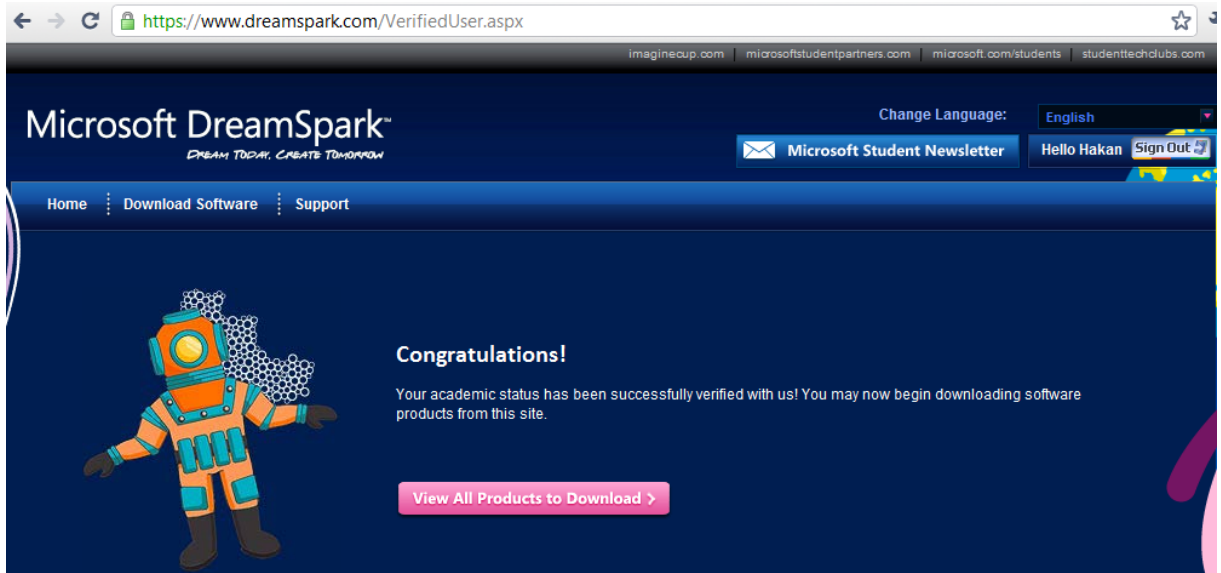 https://www.dreamspark.com/VerifiedUser.aspx
imaginecup.com | microsoftstudentpartners.com | microsoft.com/students | studenttechclubs.com
Microsoft DreamSpark™
DREAM TODAY, CREATE TOMORROW
Change Language: English
Microsoft Student Newsletter Hello Hakan Sign Out
Home Download Software Support
Congratulations!
Your academic status has been successfully verified with us! You may now begin downloading software
products from this site.
View All Products to Download >